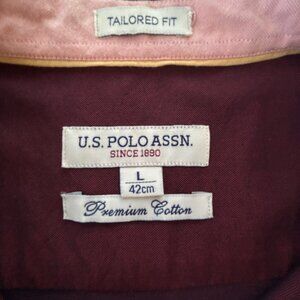 TAILORED FIT
U.S. POLO ASSN.
SINCE 1890
L
42cm
Premium Cotton